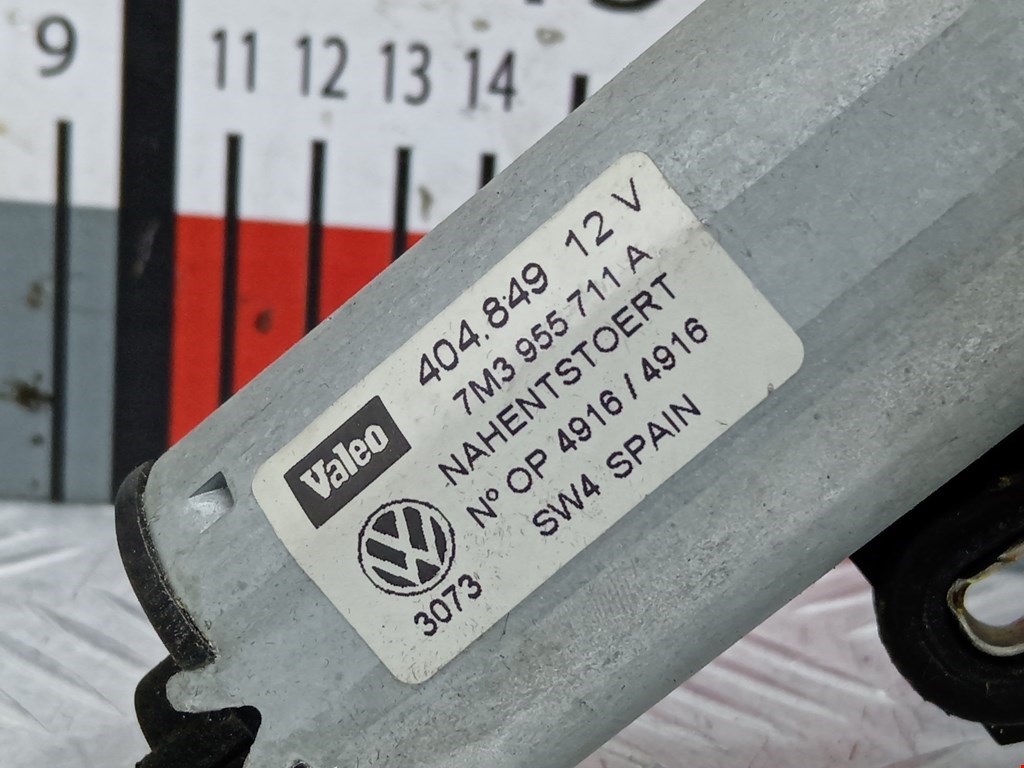 9 11 12 13 14
Valeo
404.849 12 V
7M3 955 711 A
NAHENTSTOERT
Nº OP 4916 / 4916
SW4 SPAIN
3073